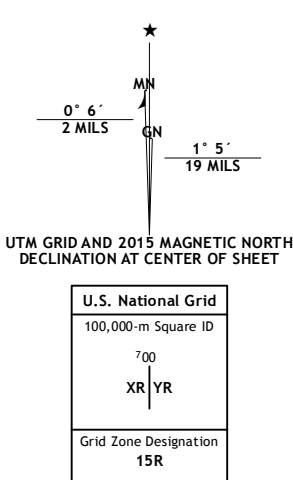 ★
MN
0° 6´
2 MILS
GN
1° 5´
19 MILS
UTM GRID AND 2015 MAGNETIC NORTH
DECLINATION AT CENTER OF SHEET
U.S. National Grid
100,000-m Square ID
⁷00
XR YR
Grid Zone Designation
15R